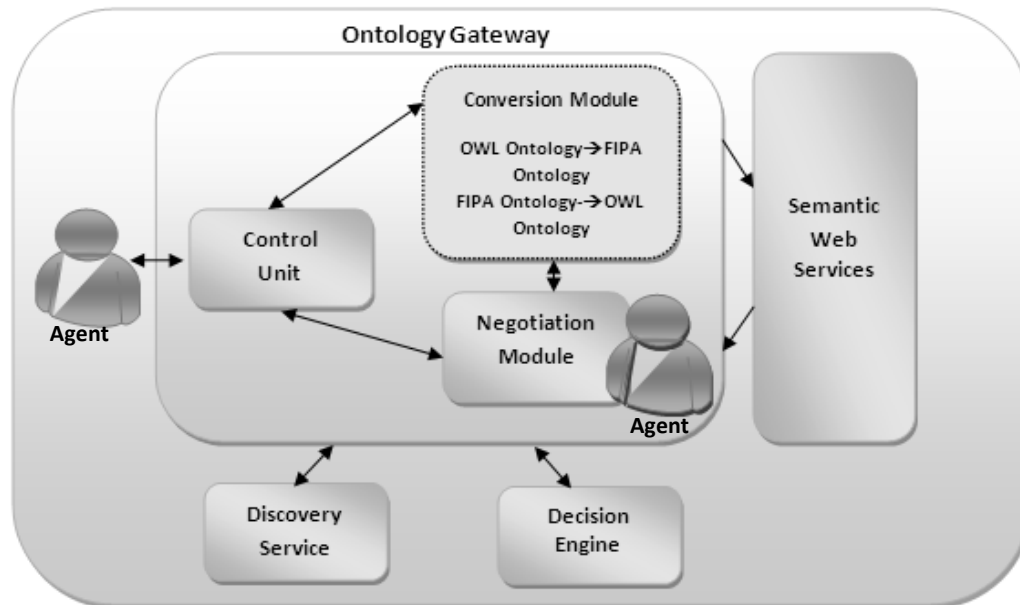 Ontology Gateway
Conversion Module
OWL Ontology→FIPA
Ontology
FIPA Ontology-→OWL
Ontology
Control
Unit
Agent
Negotiation
Module
Agent
Semantic
Web
Services
Discovery
Service
Decision
Engine